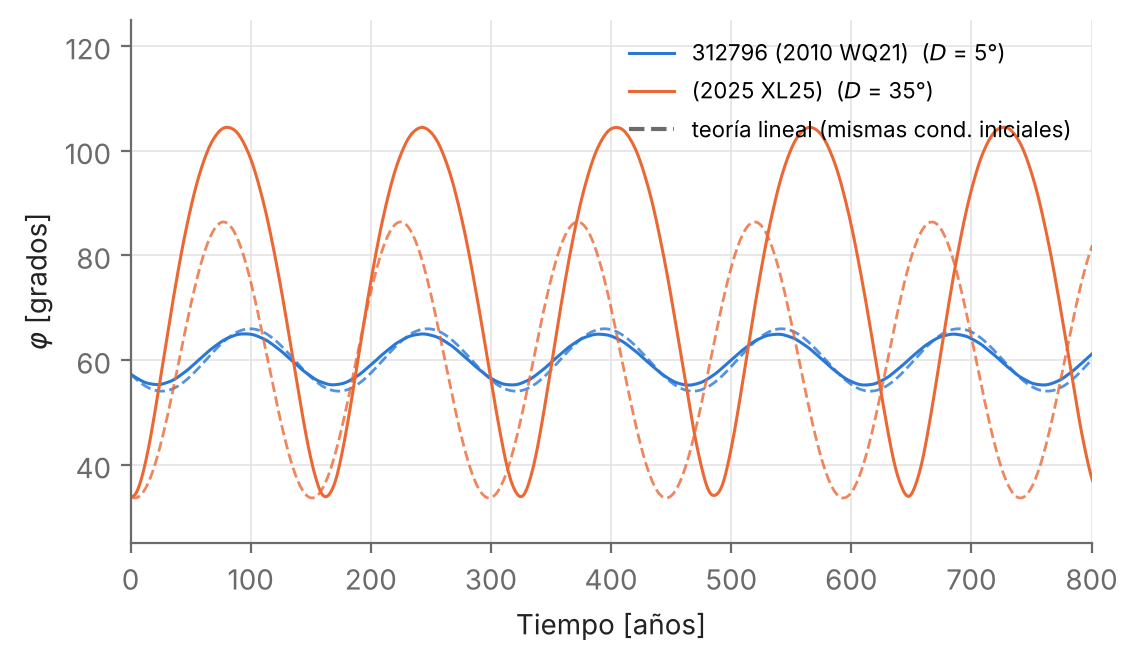 120
100
80
60
40
φ [grados]
312796 (2010 WQ21) (D = 5°)
(2025 XL25) (D = 35°)
teoría lineal (mismas cond. iniciales)
0 100 200 300 400 500 600 700 800
Tiempo [años]